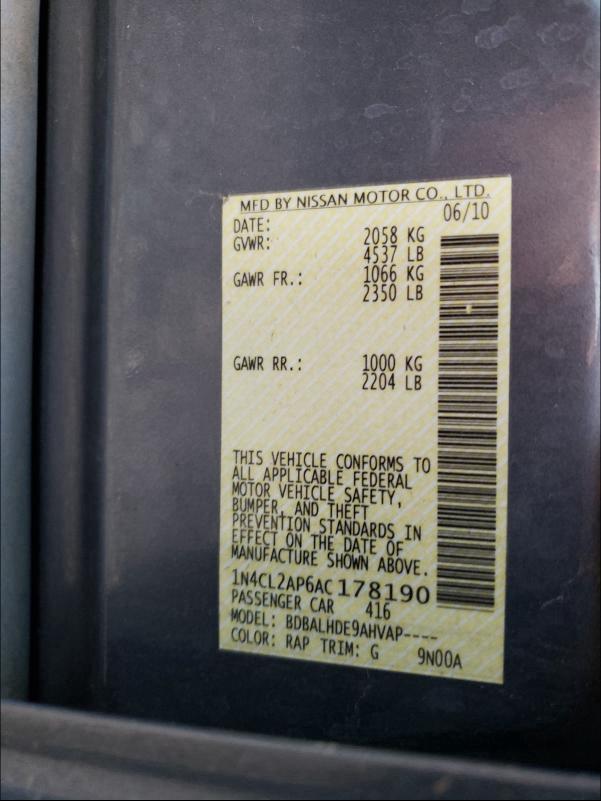 MFD BY NISSAN MOTOR CO., LTD.
DATE: 06/10
GVWR: 2058 KG
4537 LB
GAWR FR.: 1066 KG
2350 LB
GAWR RR.: 1000 KG
2204 LB
THIS VEHICLE CONFORMS TO
ALL APPLICABLE FEDERAL
MOTOR VEHICLE SAFETY,
BUMPER, AND THEFT
PREVENTION STANDARDS IN
EFFECT ON THE DATE OF
MANUFACTURE SHOWN ABOVE.
1N4CL2AP6AC178190
PASSENGER CAR 416
MODEL: BDBALHDE9AHVAP----
COLOR: RAP TRIM: G 9N00A